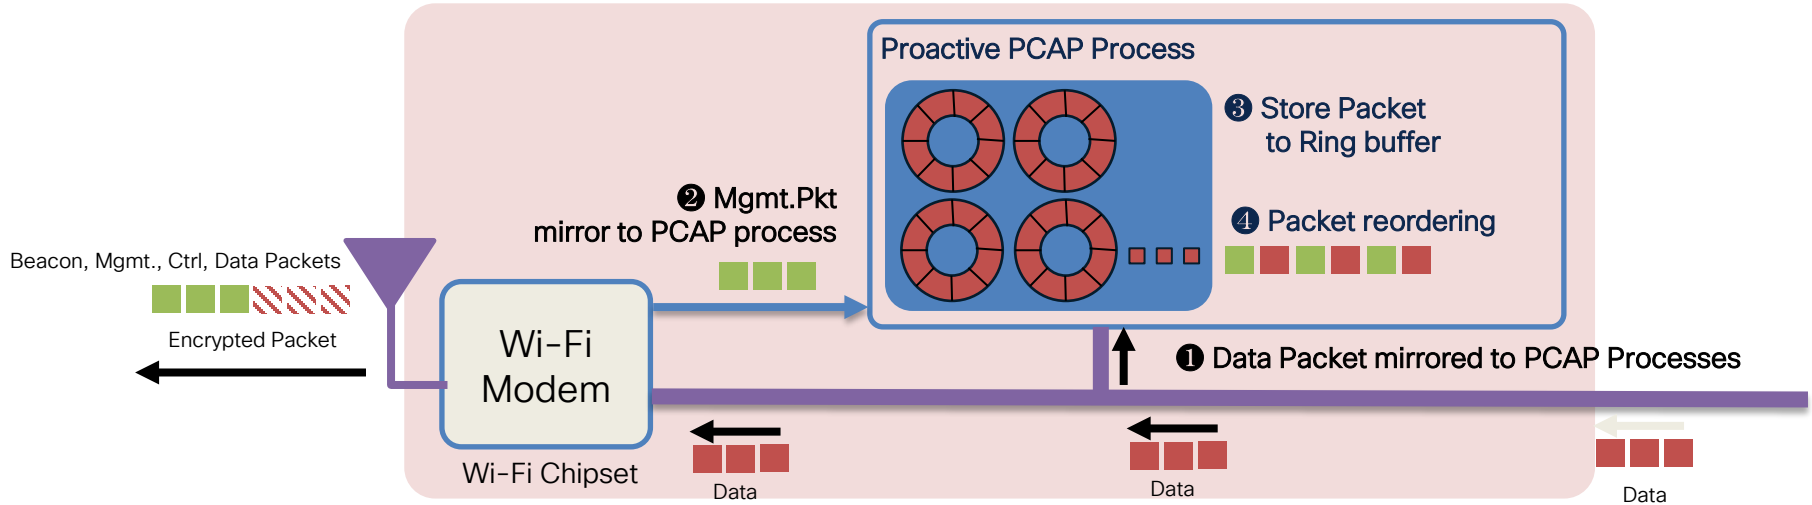 Proactive PCAP Process
❸ Store Packet
to Ring buffer
❷ Mgmt.Pkt
mirror to PCAP process
❹ Packet reordering
Beacon, Mgmt., Ctrl, Data Packets
Encrypted Packet
Wi-Fi
Modem
❶ Data Packet mirrored to PCAP Processes
Wi-Fi Chipset
Data
Data
Data